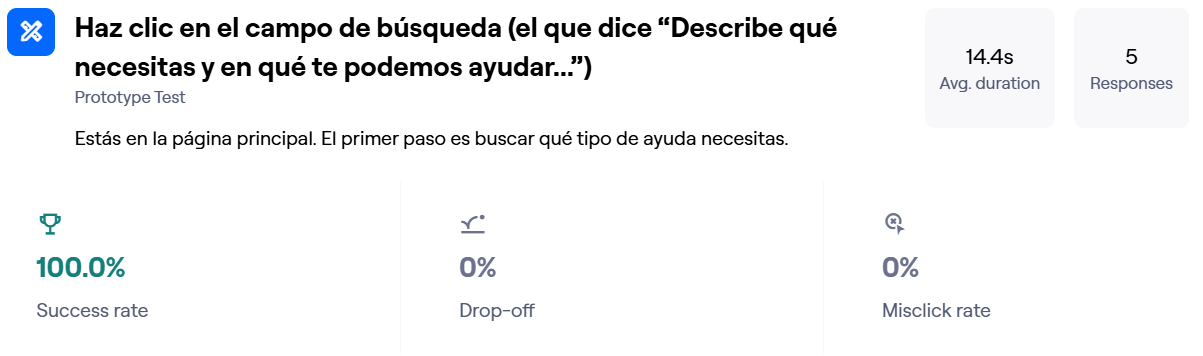 Haz clic en el campo de búsqueda (el que dice “Describe qué
necesitas y en qué te podemos ayudar...”)
Prototype Test
Estás en la página principal. El primer paso es buscar qué tipo de ayuda necesitas.
14.4s
Avg. duration
5
Responses
100.0%
Success rate
0%
Drop-off
0%
Misclick rate